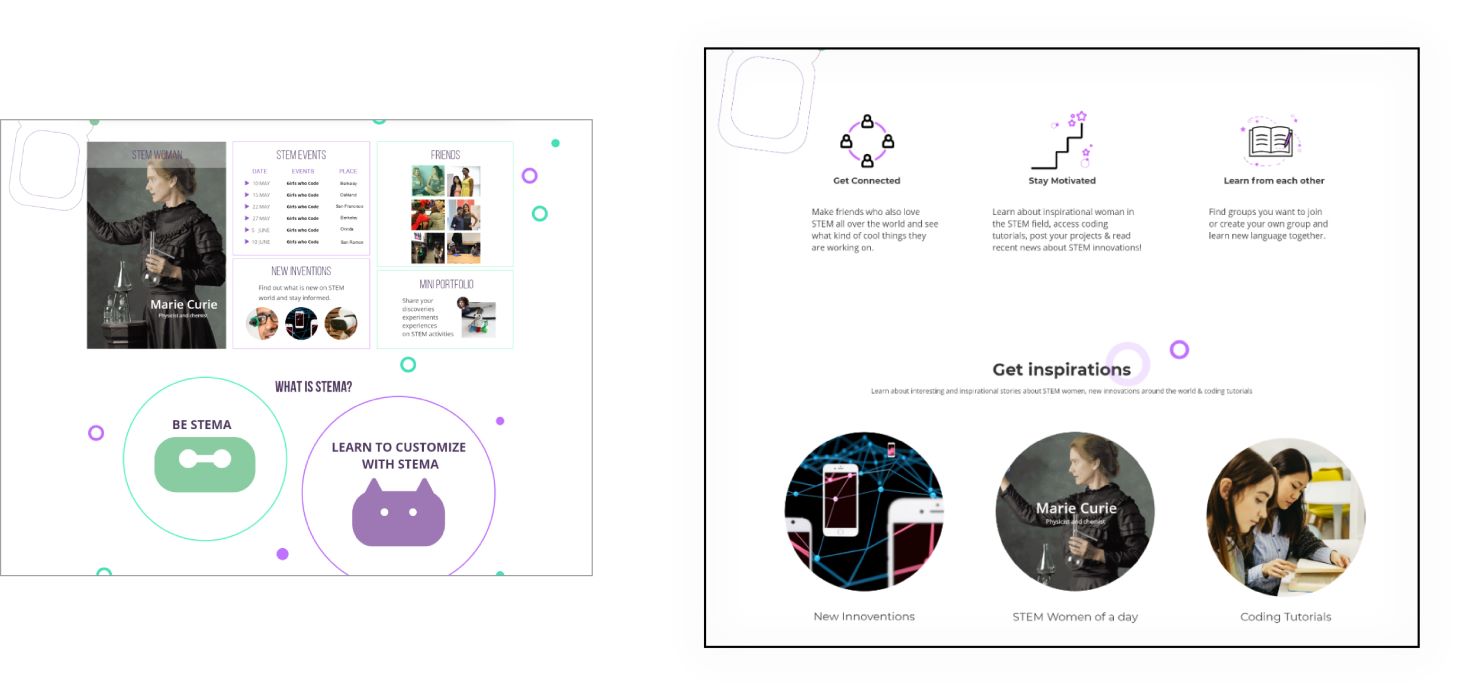 STEM WOMAN
Marie Curie
Physicist and chemist
STEM EVENTS
DATE EVENTS PLACE
10 MAY Girls who Code Berkeley
15 MAY Girls who Code Oakland
22 MAY Girls who Code San Francisco
27 MAY Girls who Code Berkeley
5 JUNE Girls who Code Orinda
10 JUNE Girls who Code San Ramon
NEW INVENTIONS
Find out what is new on STEM
world and stay informed.
FRIENDS
MINI PORTFOLIO
Share your
discoveries
experiments
experiences
on STEM activities
WHAT IS STEMA?
BE STEMA
LEARN TO CUSTOMIZE
WITH STEMA
Get Connected
Make friends who also love
STEM all over the world and see
what kind of cool things they
are working on.
Stay Motivated
Learn about inspirational woman in
the STEM field, access coding
tutorials, post your projects & read
recent news about STEM innovations!
Learn from each other
Find groups you want to join
or create your own group and
learn new language together.
Get inspirations
Learn about interesting and inspirational stories about STEM women, new innovations around the world & coding tutorials
Marie Curie
Physicist and chemist
New Innoventions
STEM Women of a day
Coding Tutorials